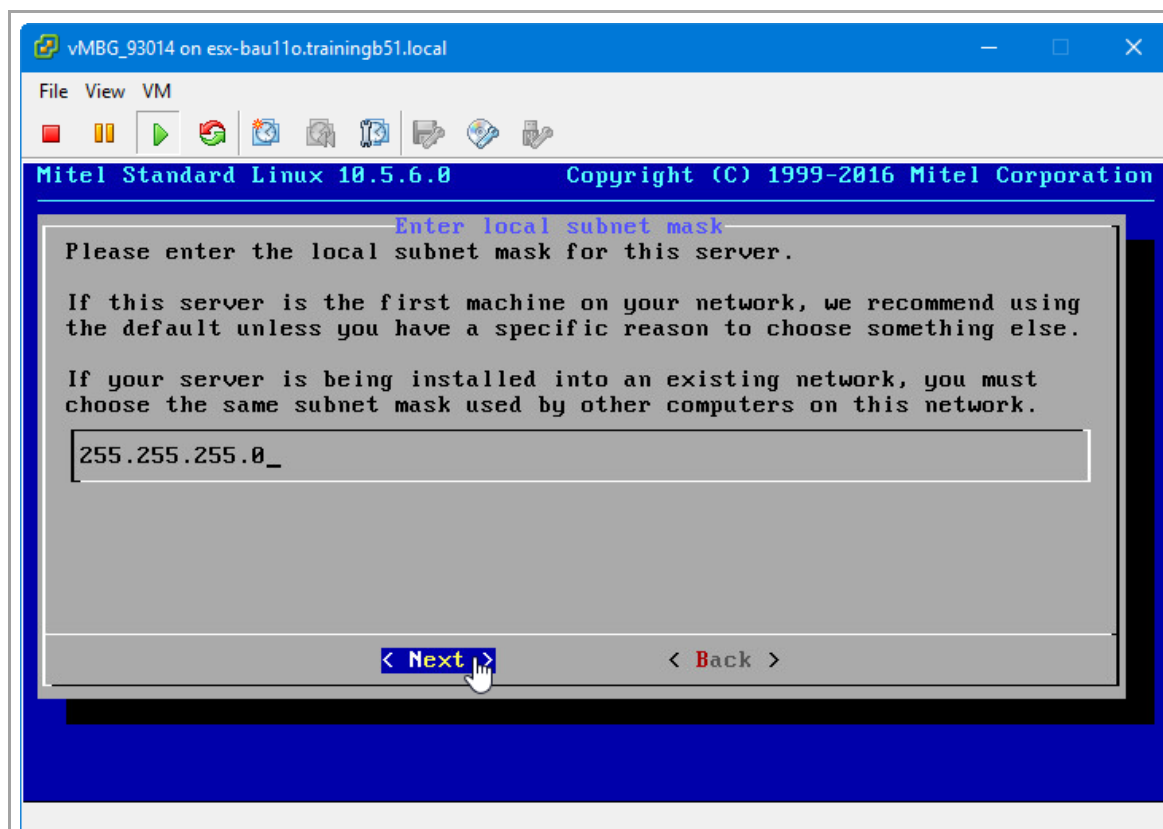 vMBG_93014 on esx-bau11o.trainingb51.local
File View VM
Mitel Standard Linux 10.5.6.0 Copyright (C) 1999-2016 Mitel Corporation
Enter local subnet mask
Please enter the local subnet mask for this server.
If this server is the first machine on your network, we recommend using
the default unless you have a specific reason to choose something else.
If your server is being installed into an existing network, you must
choose the same subnet mask used by other computers on this network.
255.255.255.0_
< Next > < Back >